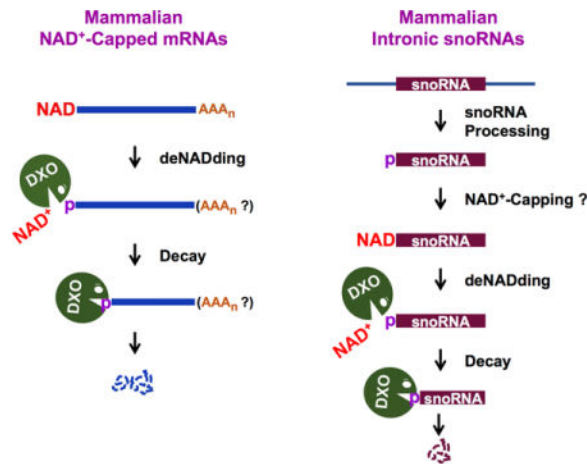 Mammalian
NAD⁺-Capped mRNAs
NAD AAAn
deNADding
DXO
NAD⁺
p (AAAn ?)
Decay
DXO
p (AAAn ?)
Mammalian
Intronic snoRNAs
snoRNA
snoRNA
Processing
p snoRNA
NAD⁺-Capping ?
NAD snoRNA
deNADding
DXO
NAD⁺
p snoRNA
Decay
DXO
p snoRNA